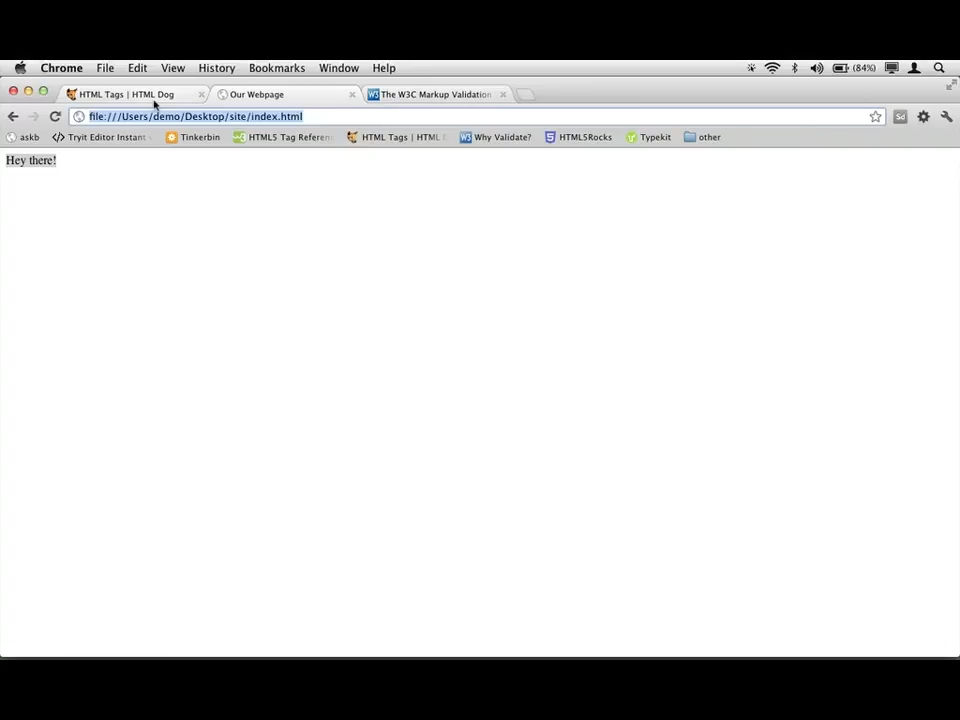 Chrome File Edit View History Bookmarks Window Help (84%)
HTML Tags | HTML Dog Our Webpage The W3C Markup Validation
file:///Users/demo/Desktop/site/index.html Sd
askb Tryit Editor Instant Tinkerbin HTML5 Tag Referen HTML Tags | HTML W3 Why Validate? HTML5Rocks Typekit other
Hey there!